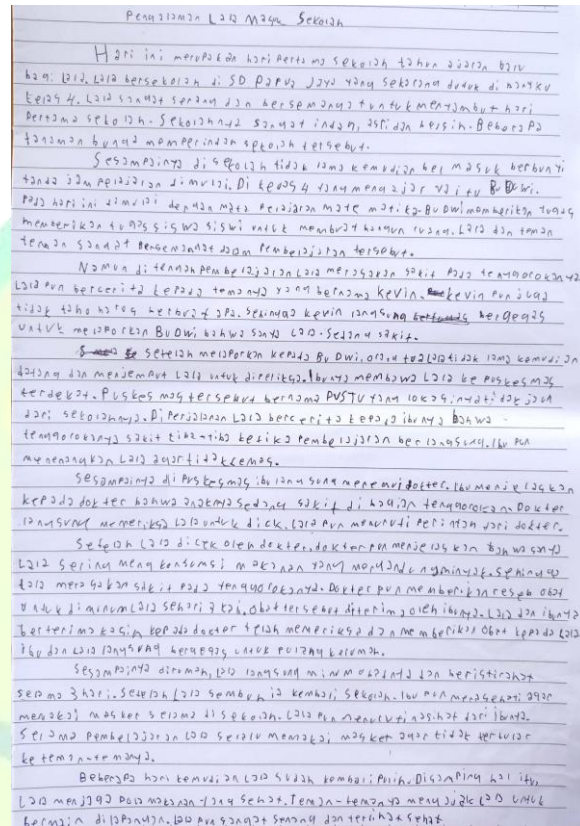 Pengalaman Lala Masuk Sekolah
Hari ini merupakan hari Pertama sekolah tahun ajaran baru
bagi Lala. Lala bersekolah di SD Papua Jaya yang sekarang duduk di bangku
kelas 4. Lala sangat senang dan bersemangat untuk menyambut hari
Pertama sekolah. Sekolahnya sangat indah, asri dan bersih. Beberapa
tanaman bunga memperindah sekolah tersebut.
Sesampainya di sekolah tidak lama kemudian bel masuk berbunyi
tanda jam pelajaran dimulai. Di kelas 4 yang mengajar yaitu Bu Dwi.
Pada hari ini dimulai dengan mata Pelajaran matematika. Bu Dwi memberikan tugas
memberikan tugas siswa siswi untuk membuat bangun ruang. Lala dan teman
teman sangat bersemangat dalam Pembelajaran tersebut.
Namun di tengah pembelajaran Lala merasakan sakit Pada tenggorokannya
Lala pun bercerita kepada temannya yang bernama kevin. kevin pun juga
tidak tahu harus berbuat apa. Sehingga kevin langsung bergegas
untuk melaporkan Bu Dwi bahwa sanya Lala sedang sakit.
Setelah melaporkan kepada Bu Dwi, orang tua Lala tidak lama kemudian
datang dan menjemput Lala untuk diperiksa. Ibunya membawa Lala ke Puskesmas
terdekat. Puskesmas tersebut bernama PUSTU yang lokasinya tidak jauh
dari sekolahnya. Diperjalanan Lala bercerita kepada ibunya bahwa
tenggorokannya sakit tiba-tiba ketika pembelajaran berlangsung. Ibu pun
menenangkan Lala agar tidak cemas.
Sesampainya di Puskesmas ibu langsung menemui dokter. Ibu menjelaskan
kepada dokter bahwa anaknya sedang sakit di bagian tenggorokan. Dokter
langsung memeriksa Lala untuk dicek. Lala pun menuruti perintah dari dokter.
Setelah Lala dicek oleh dokter, dokter pun menjelaskan bahwasanya
Lala sering mengkonsumsi makanan yang mengandung minyak. Sehingga
Lala merasakan sakit Pada tenggorokannya. Dokter pun memberikan resep obat
untuk diminum Lala sehari 3 kali, obat tersebut diterima oleh ibunya. Lala dan ibunya
berterima kasih kepada dokter telah memeriksa dan memberikan obat kepada Lala
ibu dan Lala langsung bergegas untuk pulang kerumah.
Sesampainya dirumah, Lala langsung minum obatnya dan beristirahat
selama 3 hari. Setelah Lala sembuh ia kembali sekolah. Ibu pun menasehati agar
memakai masker selama di sekolah. Lala pun menuruti nasihat dari ibunya.
Selama pembelajaran Lala selalu memakai masker agar tidak tertular
ke teman-temanya.
Beberapa hari kemudian Lala sudah kembali pulih. Disamping hal itu,
Lala menjaga Pola makanan yang sehat. Teman-temannya mengajak Lala untuk
bermain di lapangan. Lala pun sangat senang dan terlihat sehat